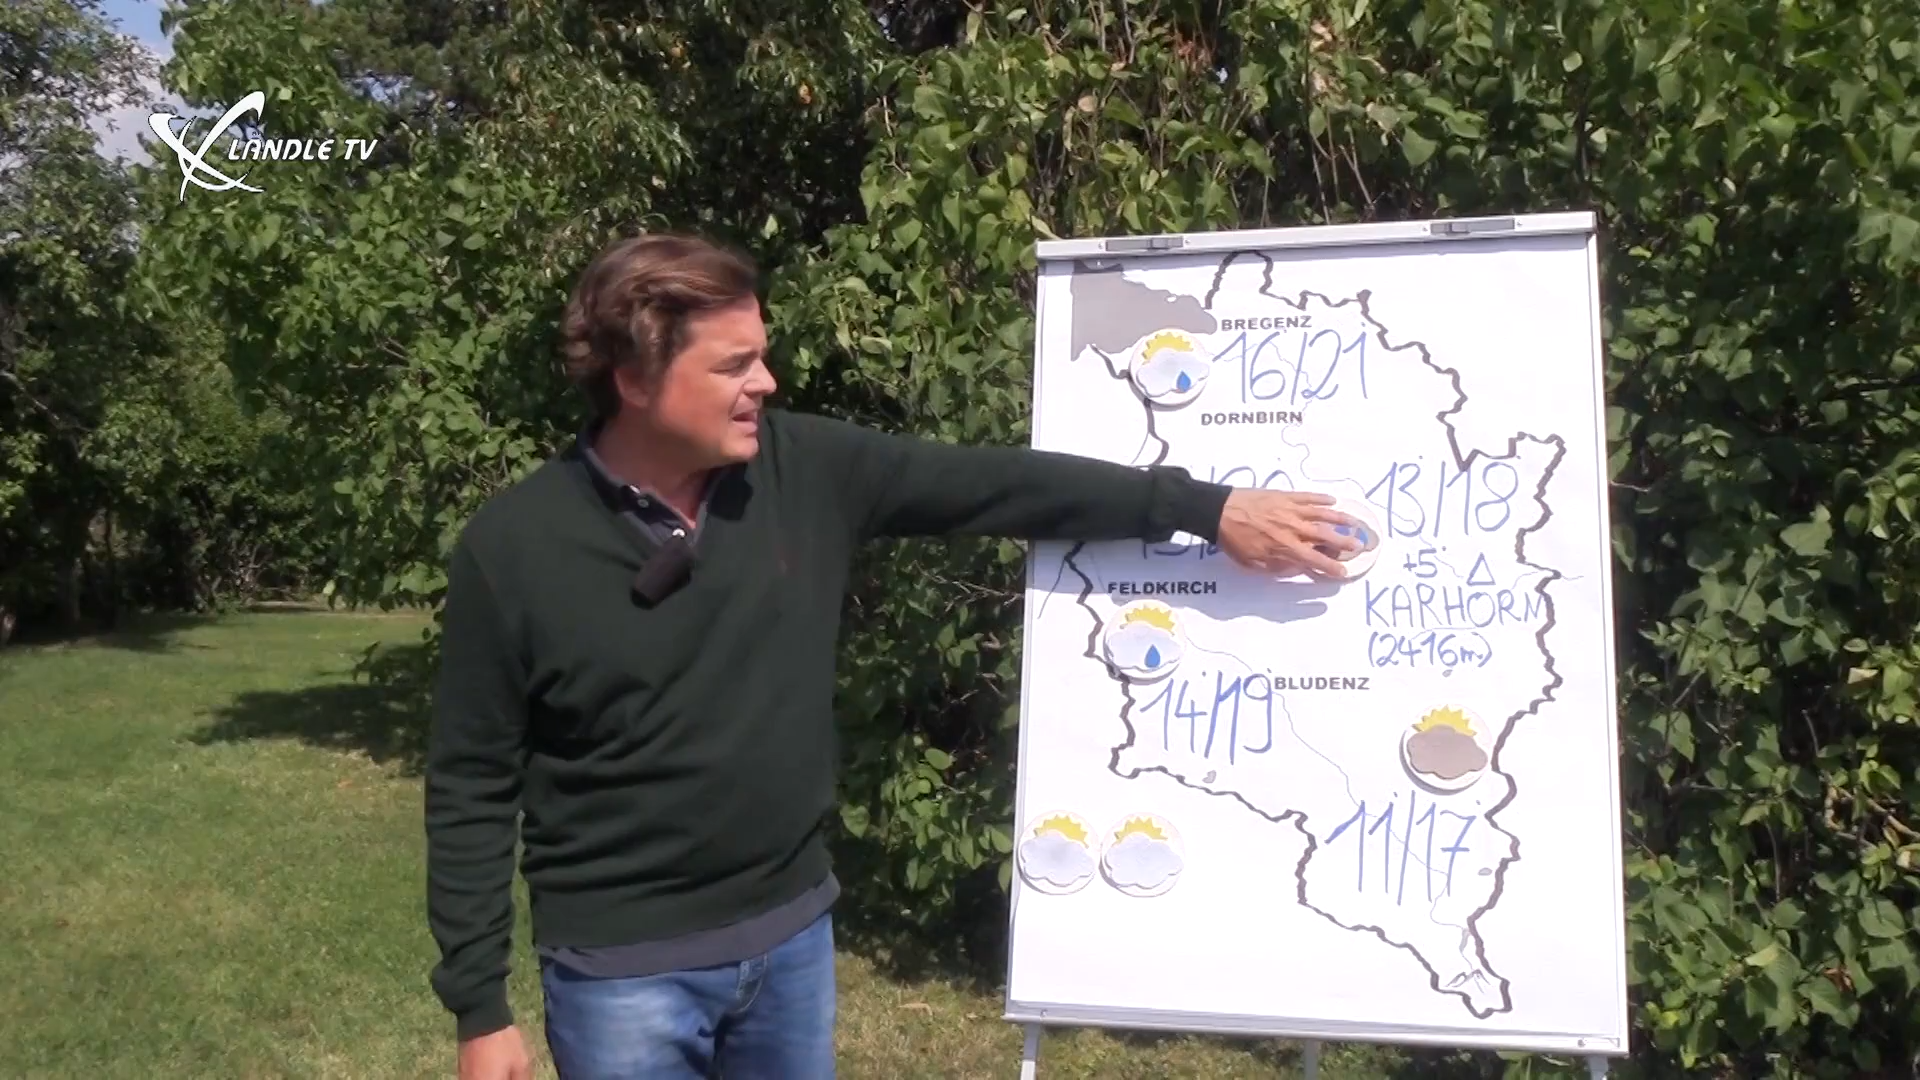 LÄNDLE TV
BREGENZ
16/21
DORNBIRN
13/18
+5°
KARHORN
(2416m)
FELDKIRCH
14/19
BLUDENZ
11/17